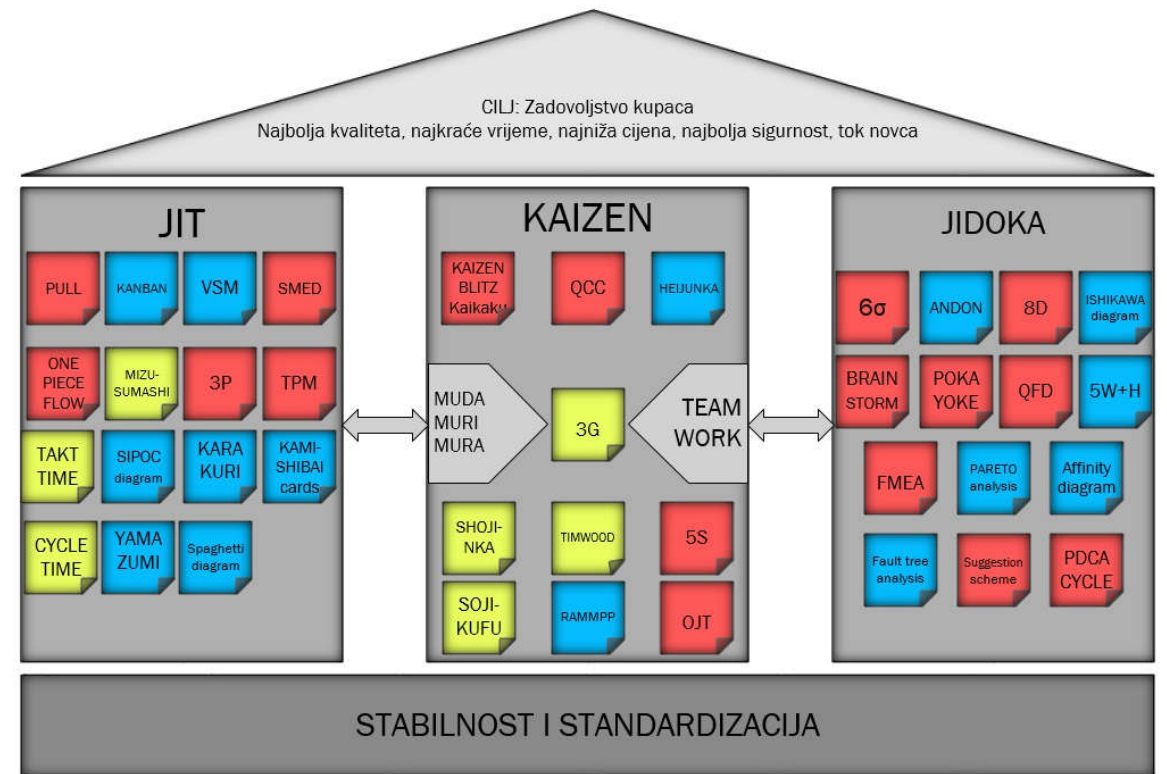 CILJ: Zadovoljstvo kupaca
Najbolja kvaliteta, najkraće vrijeme, najniža cijena, najbolja sigurnost, tok novca
JIT
PULL
KANBAN
VSM
SMED
ONE
PIECE
FLOW
MIZU-
SUMASHI
3P
TPM
TAKT
TIME
SIPOC
diagram
KARA
KURI
KAMI-
SHIBAI
cards
CYCLE
TIME
YAMA
ZUMI
Spaghetti
diagram
KAIZEN
KAIZEN
BLITZ
Kaikaku
QCC
HEIJUNKA
MUDA
MURI
MURA
3G
TEAM
WORK
SHOJI-
NKA
TIMWOOD
5S
SOJI-
KUFU
RAMMPP
OJT
JIDOKA
6σ
ANDON
8D
ISHIKAWA
diagram
BRAIN
STORM
POKA
YOKE
QFD
5W+H
FMEA
PARETO
analysis
Affinity
diagram
Fault tree
analysis
Suggestion
scheme
PDCA
CYCLE
STABILNOST I STANDARDIZACIJA